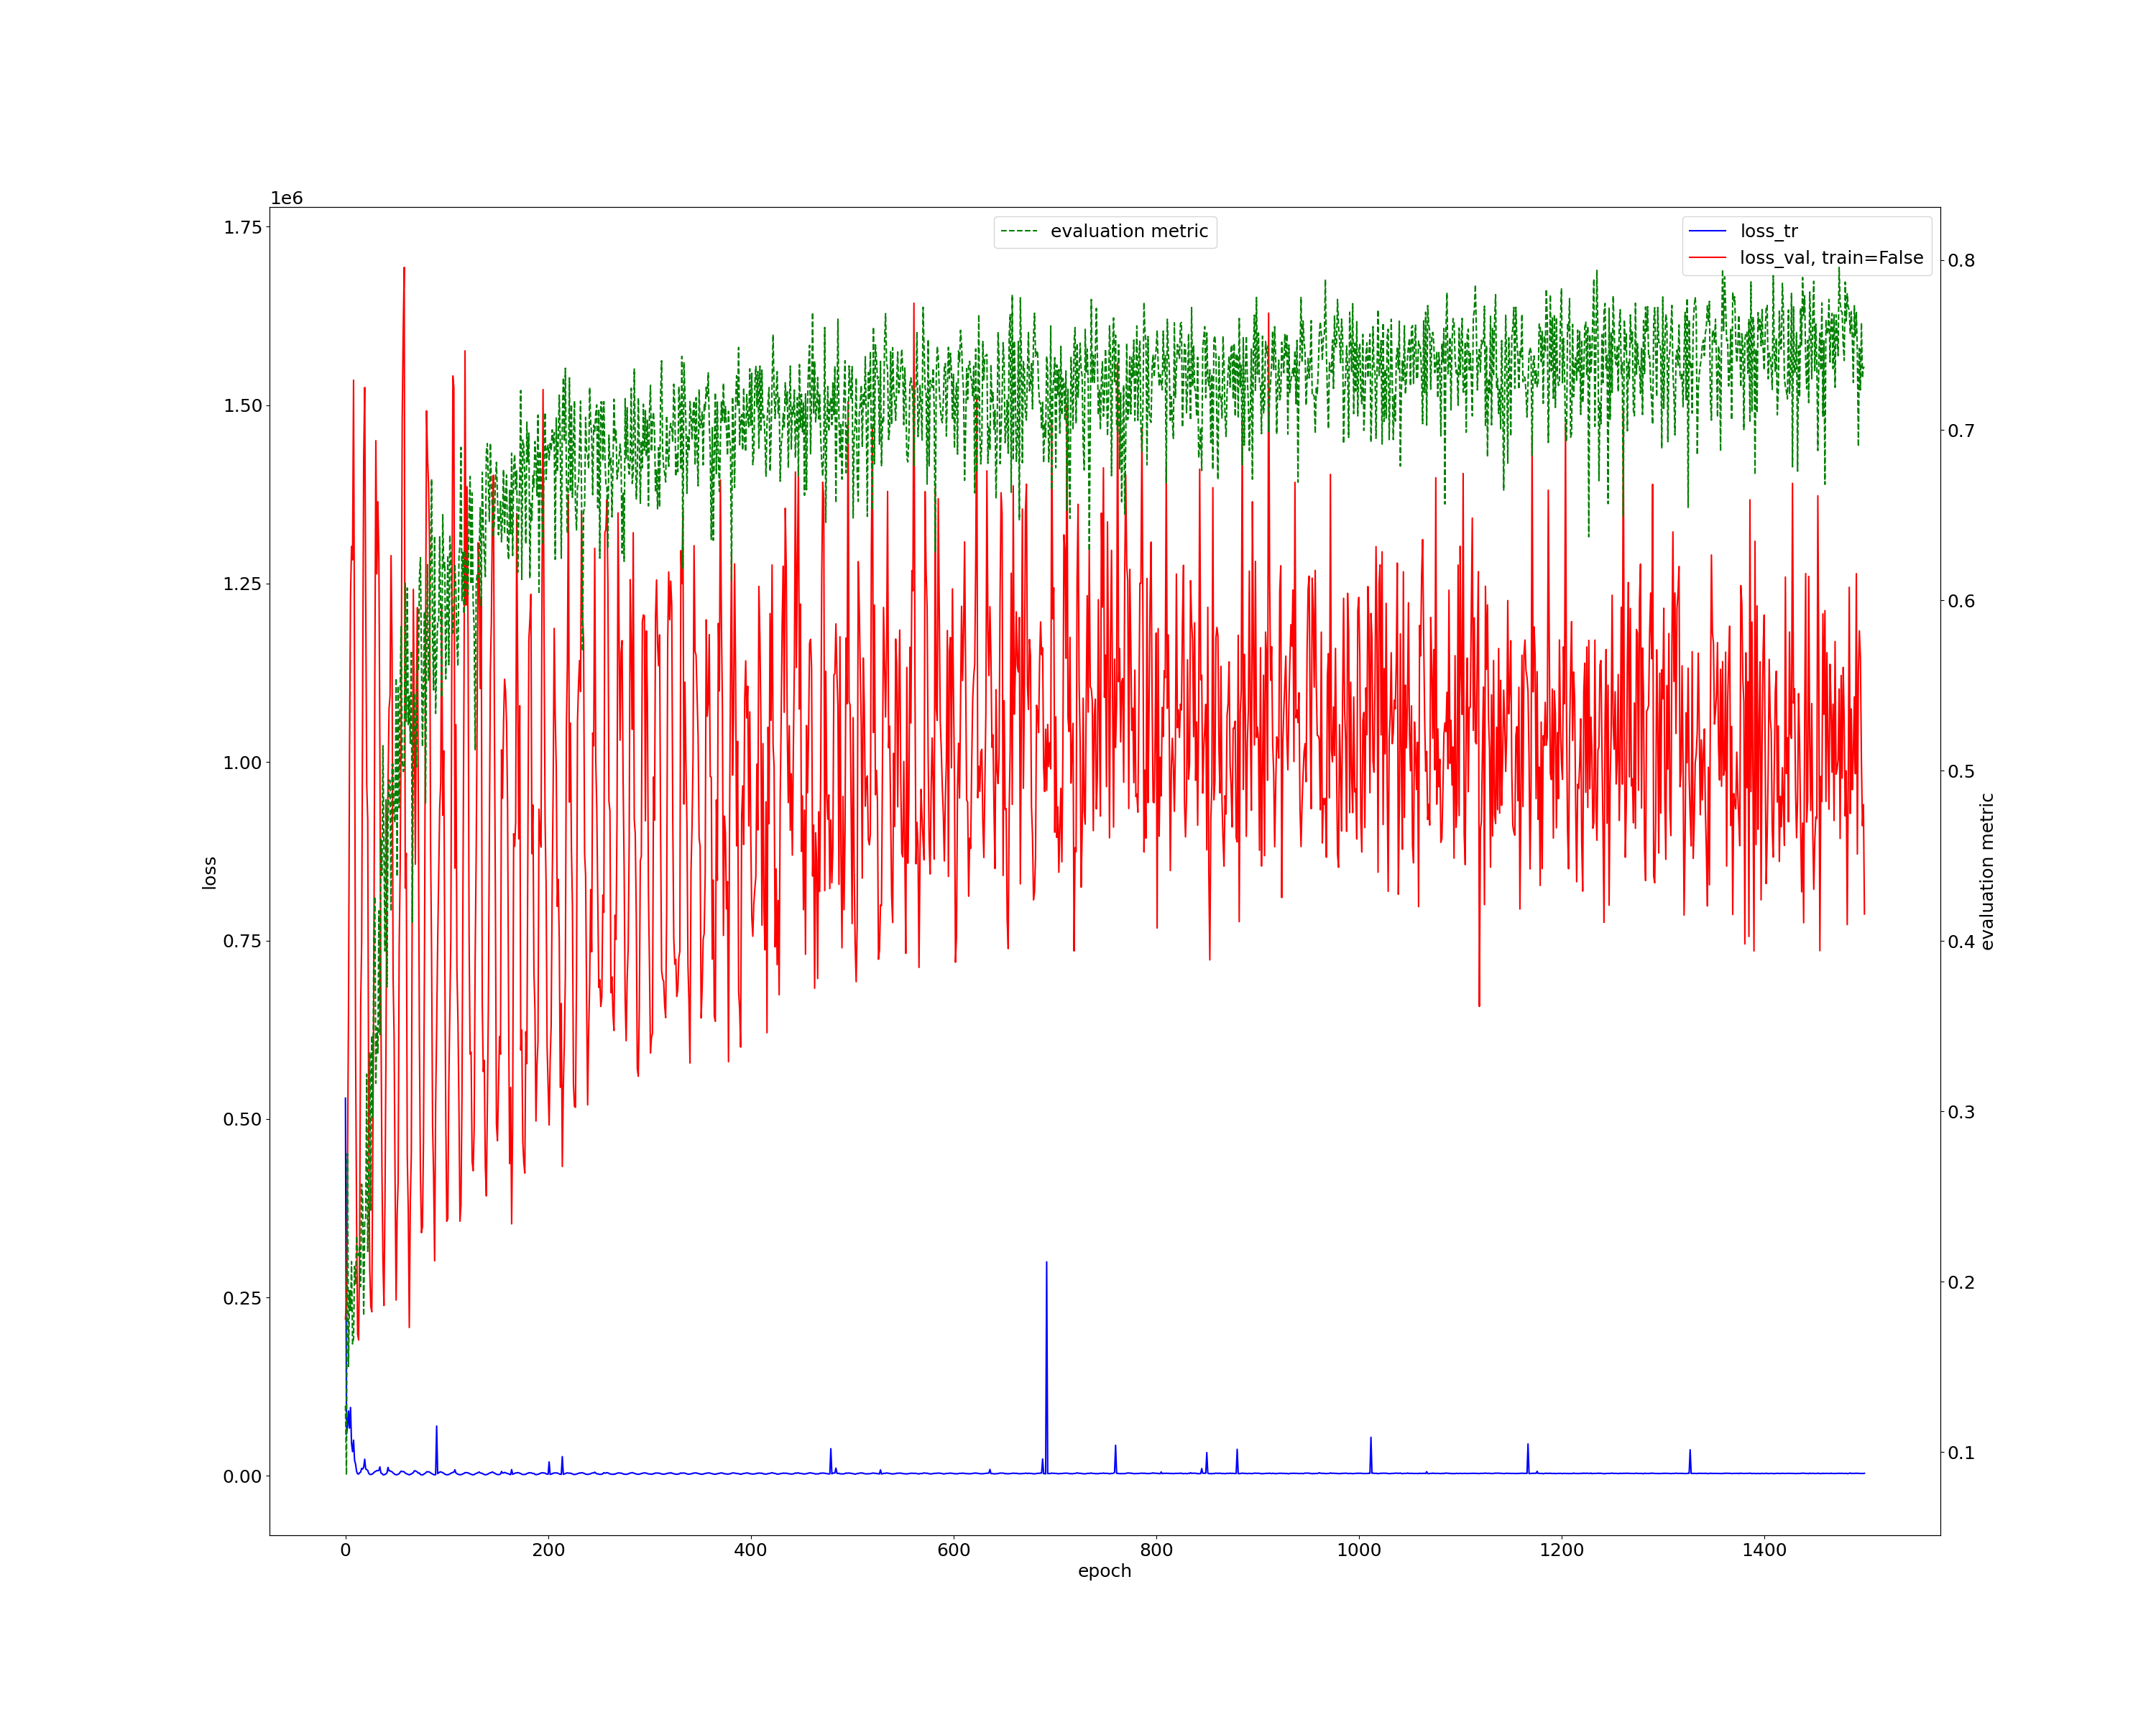 1e6
1.75
1.50
1.25
1.00
0.75
0.50
0.25
0.00
loss
evaluation metric
loss_tr
loss_val, train=False
0.8
0.7
0.6
0.5
0.4
0.3
0.2
0.1
evaluation metric
0 200 400 600 800 1000 1200 1400
epoch